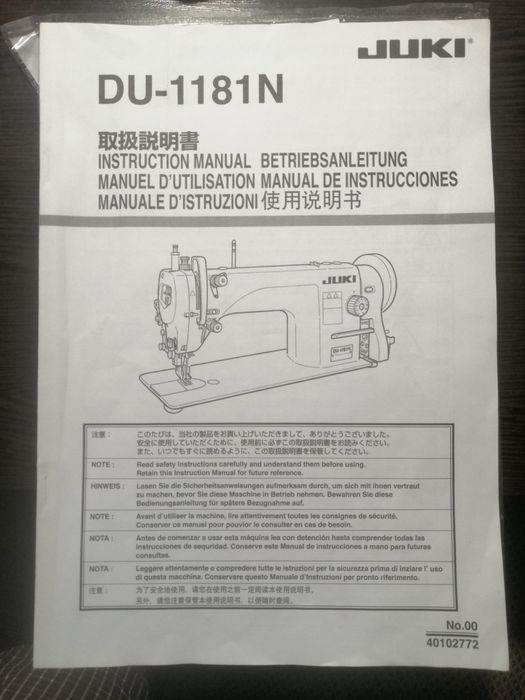 JUKI®
DU-1181N
取扱説明書
INSTRUCTION MANUAL BETRIEBSANLEITUNG
MANUEL D'UTILISATION MANUAL DE INSTRUCCIONES
MANUALE D'ISTRUZIONI 使用说明书
JUKI
DU-1181N
注意： このたびは、当社の製品をお買い上げいただきまして、ありがとうございました。
安全に使用していただくために、使用前に必ずこの取扱説明書をお読みください。
また、いつでもすぐに読めるように、この取扱説明書を保管してください。
NOTE : Read safety instructions carefully and understand them before using.
Retain this Instruction Manual for future reference.
HINWEIS : Lesen Sie die Sicherheitsanweisungen aufmerksam durch, um sich mit ihnen vertraut
zu machen, bevor Sie diese Maschine in Betrieb nehmen. Bewahren Sie diese
Bedienungsanleitung für spätere Bezugnahme auf.
NOTE : Avant d'utiliser la machine, lire attentivement toutes les consignes de sécurité.
Conserver ce manuel pour pouvior le consulter en cas de besoin.
NOTA : Antes de comenzar a usar esta máquina lea con detención hasta comprender todas las
instrucciones de sequridad. Conserve este Manual de Instrucciones a mano para futuras
consultas.
NOTA : Leggere attentamente e compredere tutte le istruzioni per la sicurezza prima di inziare l' uso
di questa macchina. Conservare questo Manuale d'Instruzioni per pronto riferimento.
注意： 为了安全地使用，请您在使用之前一定阅读本使用说明书。
另外，请您注意保管本使用说明书，以便随时查阅。
No.00
40102772